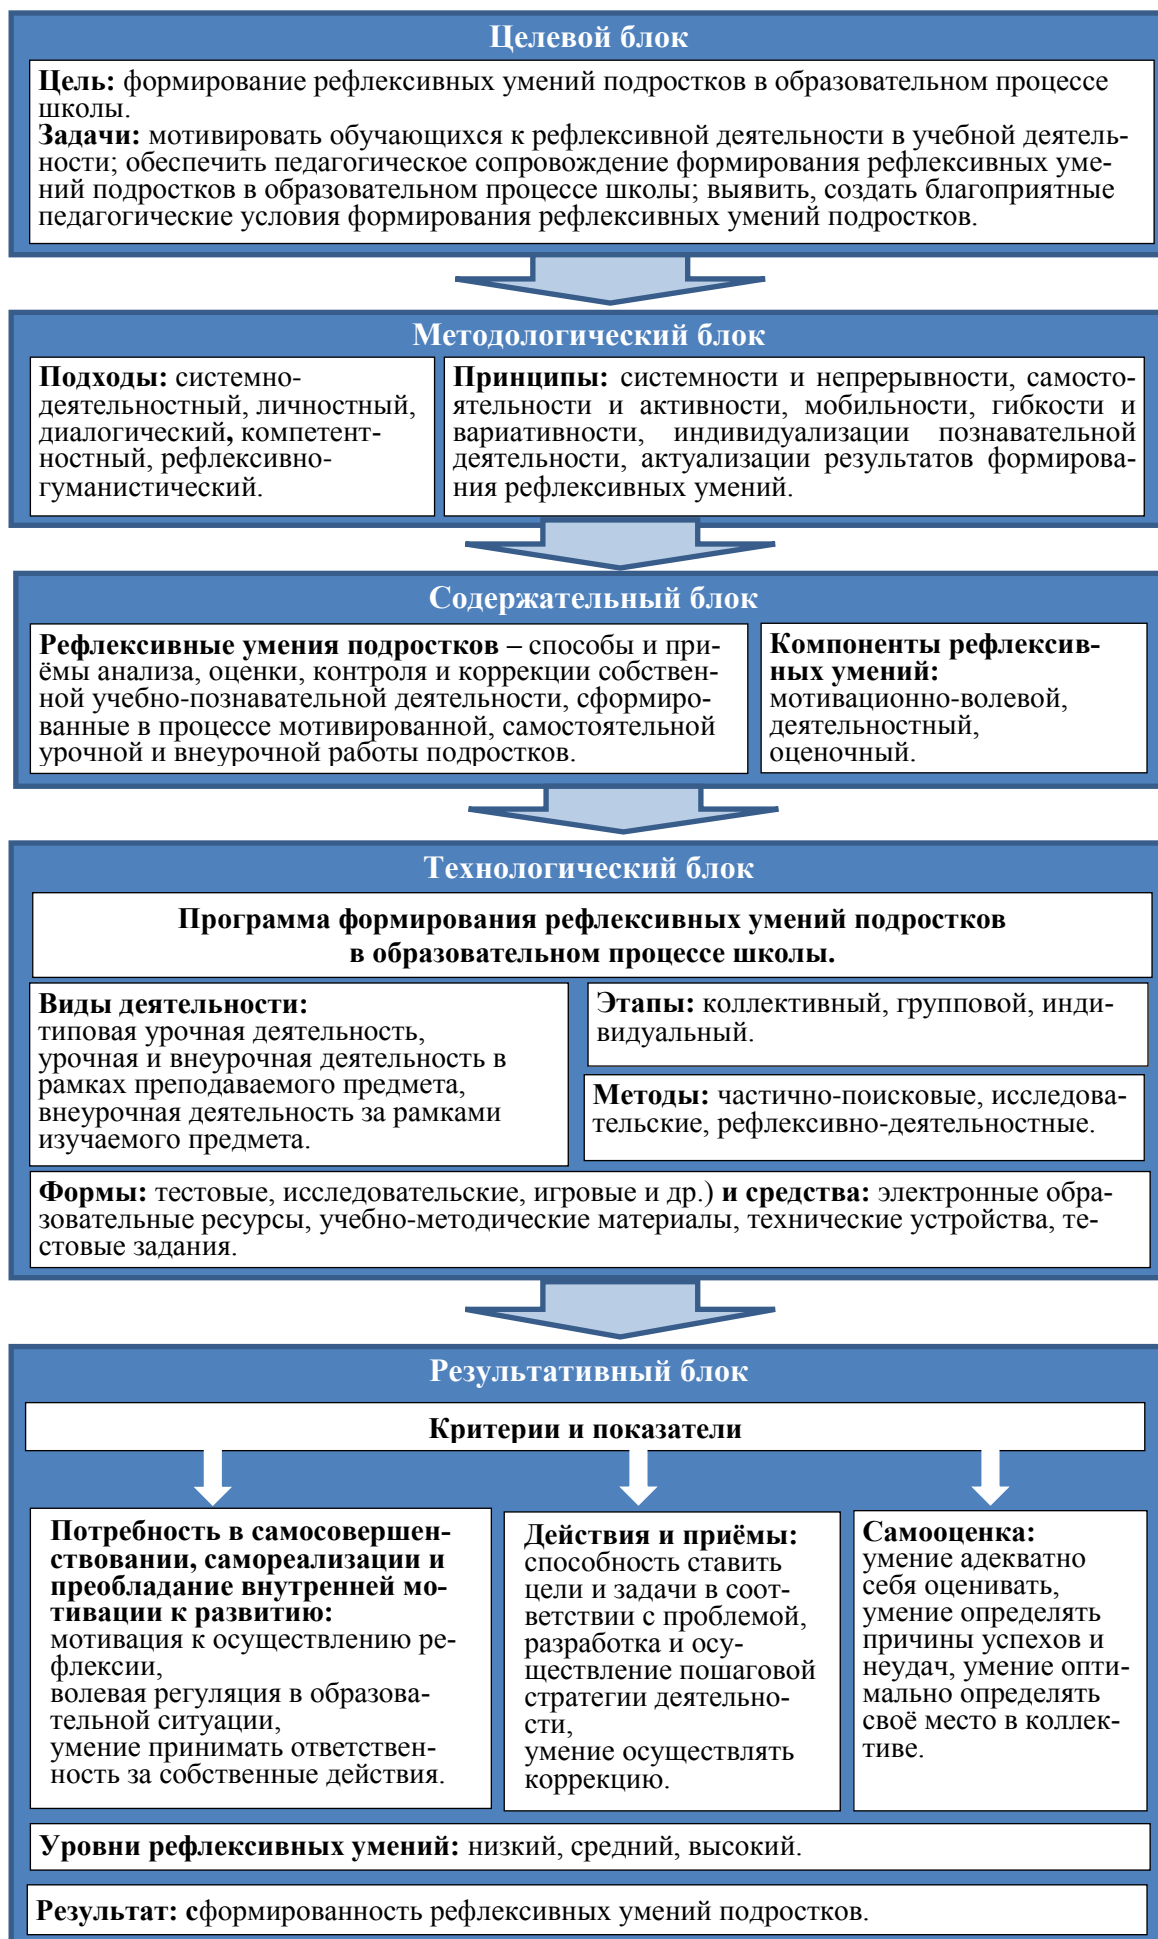 Целевой блок
Цель: формирование рефлексивных умений подростков в образовательном процессе
школы.
Задачи: мотивировать обучающихся к рефлексивной деятельности в учебной деятель-
ности; обеспечить педагогическое сопровождение формирования рефлексивных уме-
ний подростков в образовательном процессе школы; выявить, создать благоприятные
педагогические условия формирования рефлексивных умений подростков.
Методологический блок
Подходы: системно-
деятельностный, личностный,
диалогический, компетент-
ностный, рефлексивно-
гуманистический.
Принципы: системности и непрерывности, самосто-
ятельности и активности, мобильности, гибкости и
вариативности, индивидуализации познавательной
деятельности, актуализации результатов формирова-
ния рефлексивных умений.
Содержательный блок
Рефлексивные умения подростков – способы и при-
ёмы анализа, оценки, контроля и коррекции собствен-
ной учебно-познавательной деятельности, сформиро-
ванные в процессе мотивированной, самостоятельной
урочной и внеурочной работы подростков.
Компоненты рефлексив-
ных умений:
мотивационно-волевой,
деятельностный,
оценочный.
Технологический блок
Программа формирования рефлексивных умений подростков
в образовательном процессе школы.
Виды деятельности:
типовая урочная деятельность,
урочная и внеурочная деятельность в
рамках преподаваемого предмета,
внеурочная деятельность за рамками
изучаемого предмета.
Этапы: коллективный, групповой, инди-
видуальный.
Методы: частично-поисковые, исследова-
тельские, рефлексивно-деятельностные.
Формы: тестовые, исследовательские, игровые и др.) и средства: электронные обра-
зовательные ресурсы, учебно-методические материалы, технические устройства, те-
стовые задания.
Результативный блок
Критерии и показатели
Потребность в самосовершен-
ствовании, самореализации и
преобладание внутренней мо-
тивации к развитию:
мотивация к осуществлению ре-
флексии,
волевая регуляция в образова-
тельной ситуации,
умение принимать ответствен-
ность за собственные действия.
Действия и приёмы:
способность ставить
цели и задачи в соот-
ветствии с проблемой,
разработка и осу-
ществление пошаговой
стратегии деятельно-
сти,
умение осуществлять
коррекцию.
Самооценка:
умение адекватно
себя оценивать,
умение определять
причины успехов и
неудач, умение опти-
мально определять
своё место в коллек-
тиве.
Уровни рефлексивных умений: низкий, средний, высокий.
Результат: сформированность рефлексивных умений подростков.